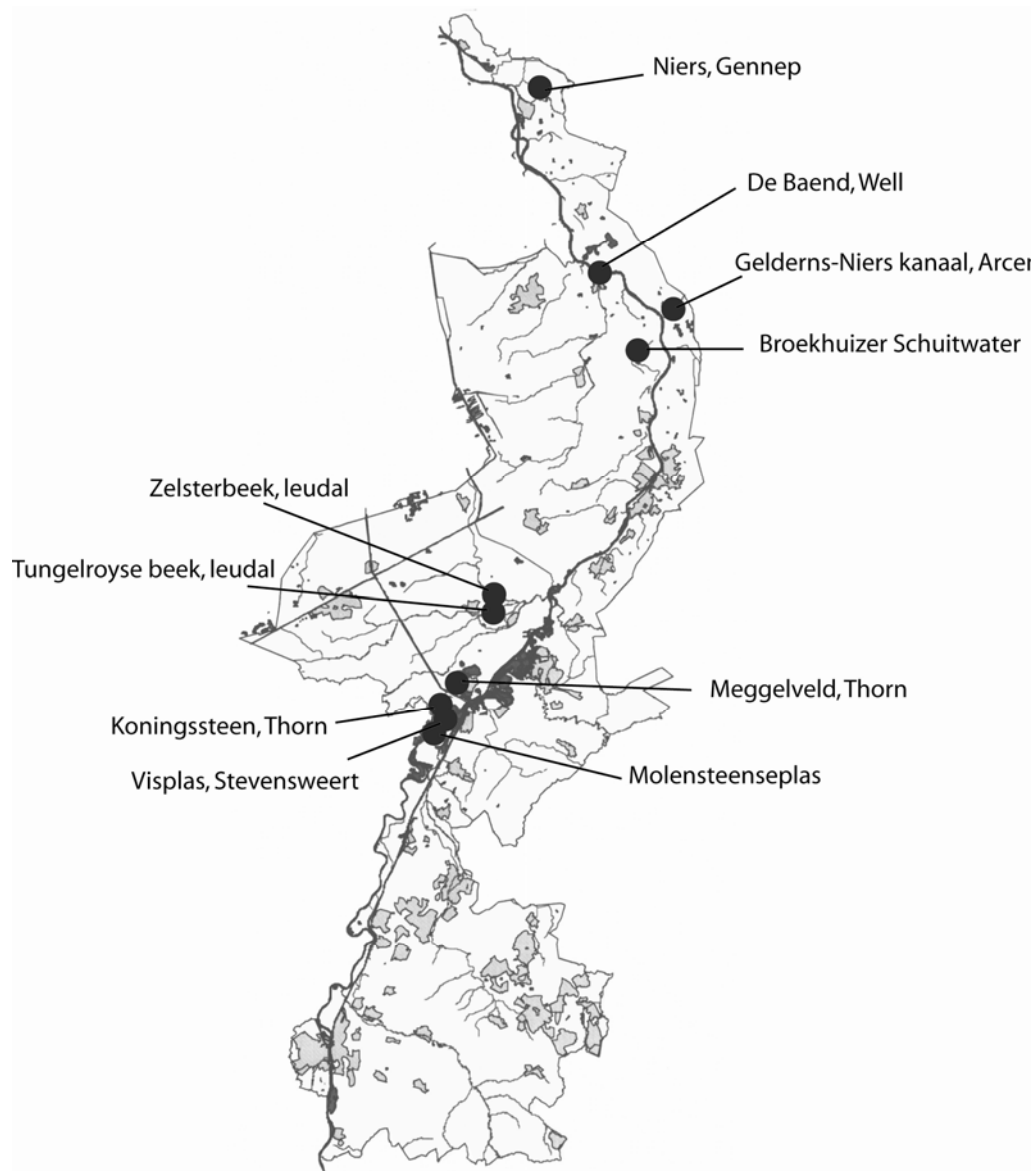 Niers, Gennep
De Baend, Well
Gelderns-Niers kanaal, Arcen
Broekhuizer Schuitwater
Zelsterbeek, leudal
Tungelroyse beek, leudal
Meggelveld, Thorn
Koningssteen, Thorn
Visplas, Stevensweert
Molensteenseplas